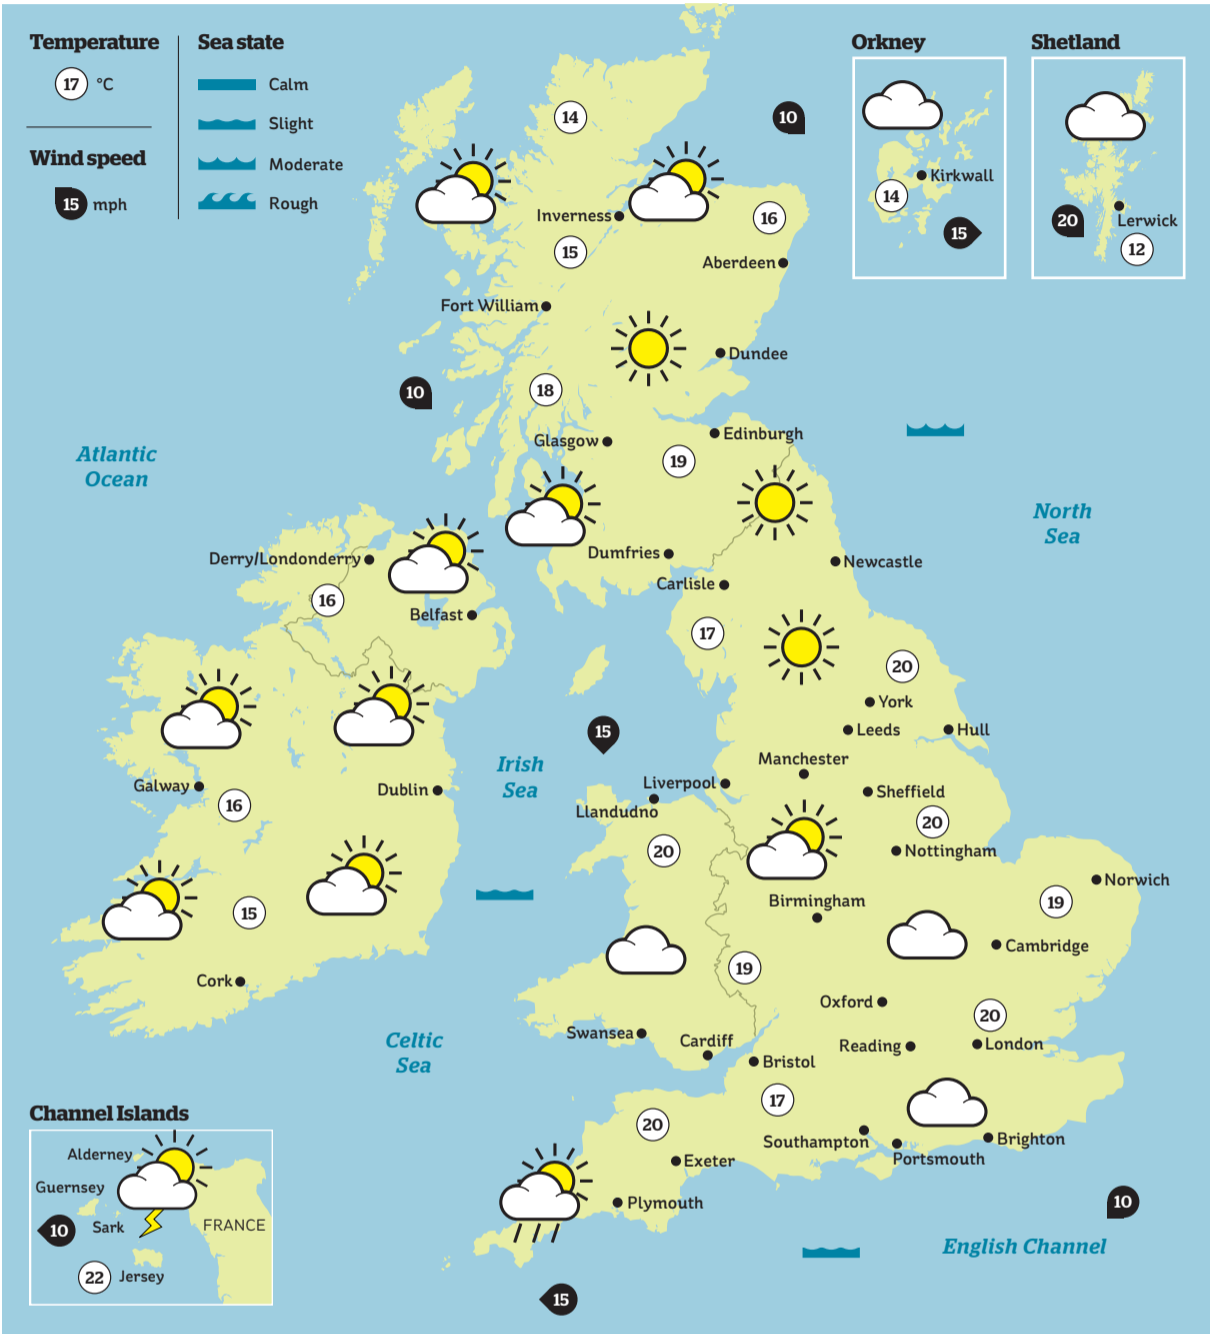 Temperature
17 °C
Wind speed
15 mph
Sea state
Calm
Slight
Moderate
Rough
Orkney
Kirkwall
14
15
Shetland
20
Lerwick
12
14
10
Inverness
16
15
Aberdeen
Fort William
Dundee
10
18
Glasgow
Edinburgh
19
Atlantic
Ocean
North
Sea
Derry/Londonderry
Dumfries
Newcastle
Carlisle
16
Belfast
17
20
York
Leeds
Hull
15
Irish
Sea
Manchester
Liverpool
Sheffield
Llandudno
Galway
Dublin
16
20
20
Nottingham
Norwich
15
Birmingham
19
Cambridge
19
Cork
Oxford
20
Swansea
Cardiff
Reading
London
Celtic
Sea
Bristol
17
20
Southampton
Brighton
Portsmouth
Exeter
Plymouth
10
English Channel
15
Channel Islands
Alderney
Guernsey
10
Sark
FRANCE
22
Jersey